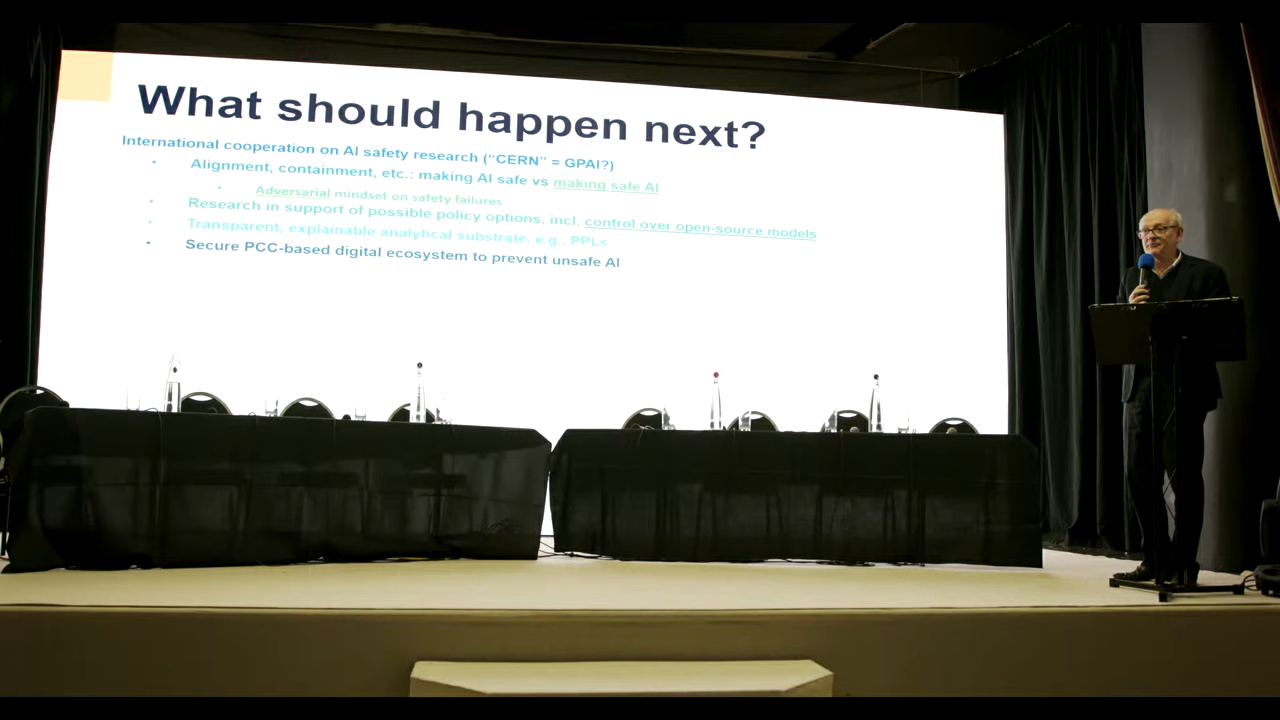 What should happen next?
International cooperation on AI safety research ("CERN" = GPAI?)
• Alignment, containment, etc.: making AI safe vs making safe AI
• Adversarial mindset on safety failures
• Research in support of possible policy options, incl, control over open-source models
• Transparent, explainable analytical substrate, e.g., PPLs
• Secure PCC-based digital ecosystem to prevent unsafe AI